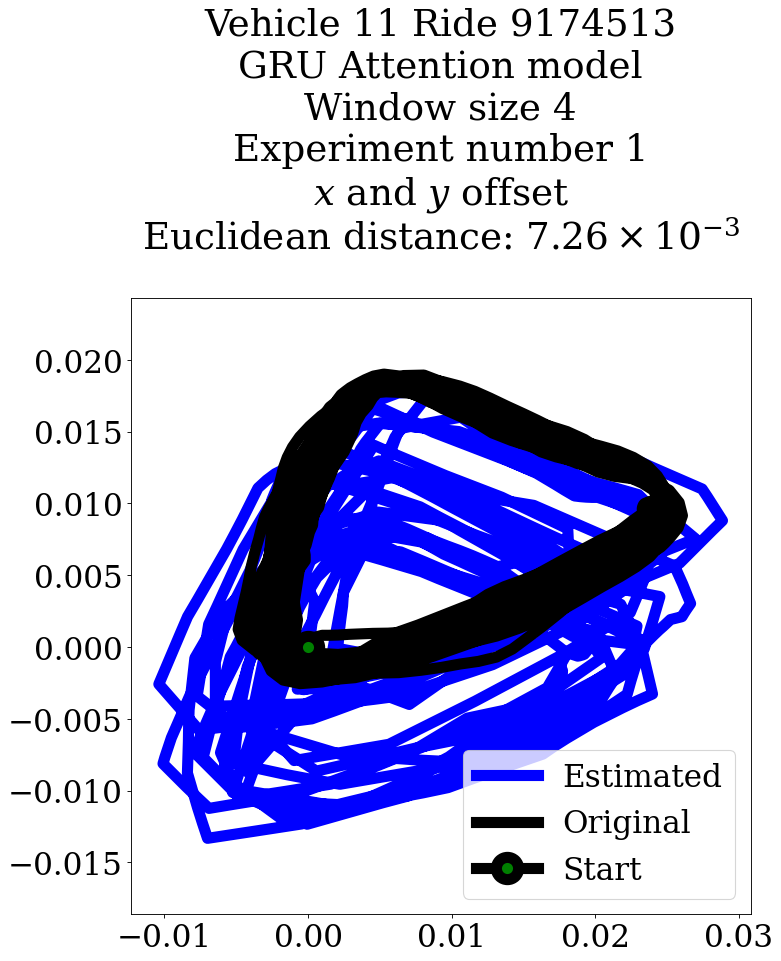 Vehicle 11 Ride 9174513
GRU Attention model
Window size 4
Experiment number 1
x and y offset
Euclidean distance: 7.26 × 10⁻³
0.020
0.015
0.010
0.005
0.000
−0.005
−0.010
−0.015
Estimated
Original
Start
−0.01 0.00 0.01 0.02 0.03